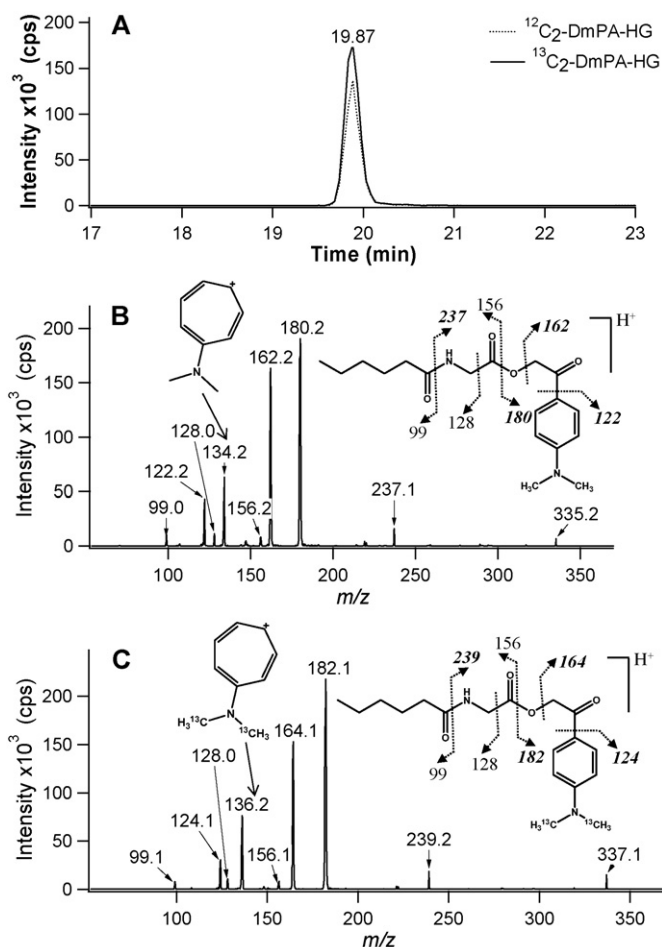 A
Intensity x10³ (cps)
200
150
100
50
0
19.87
¹²C2-DmPA-HG
¹³C2-DmPA-HG
17 18 19 20 21 22 23
Time (min)
B
Intensity x10³ (cps)
200
150
100
50
0
99.0
122.2
128.0
134.2
156.2
162.2
180.2
237.1
335.2
N
+
237
156
162
H⁺
O
H
N
O
O
O
99
128
180
122
N
H₃C
CH₃
100 150 200 250 300 350
m/z
C
Intensity x10³ (cps)
200
150
100
50
0
99.1
124.1
128.0
136.2
156.1
164.1
182.1
239.2
337.1
+
N
H₃¹³C
¹³CH₃
239
156
164
H⁺
O
H
N
O
O
O
99
128
182
124
N
H₃¹³C
¹³CH₃
100 150 200 250 300 350
m/z